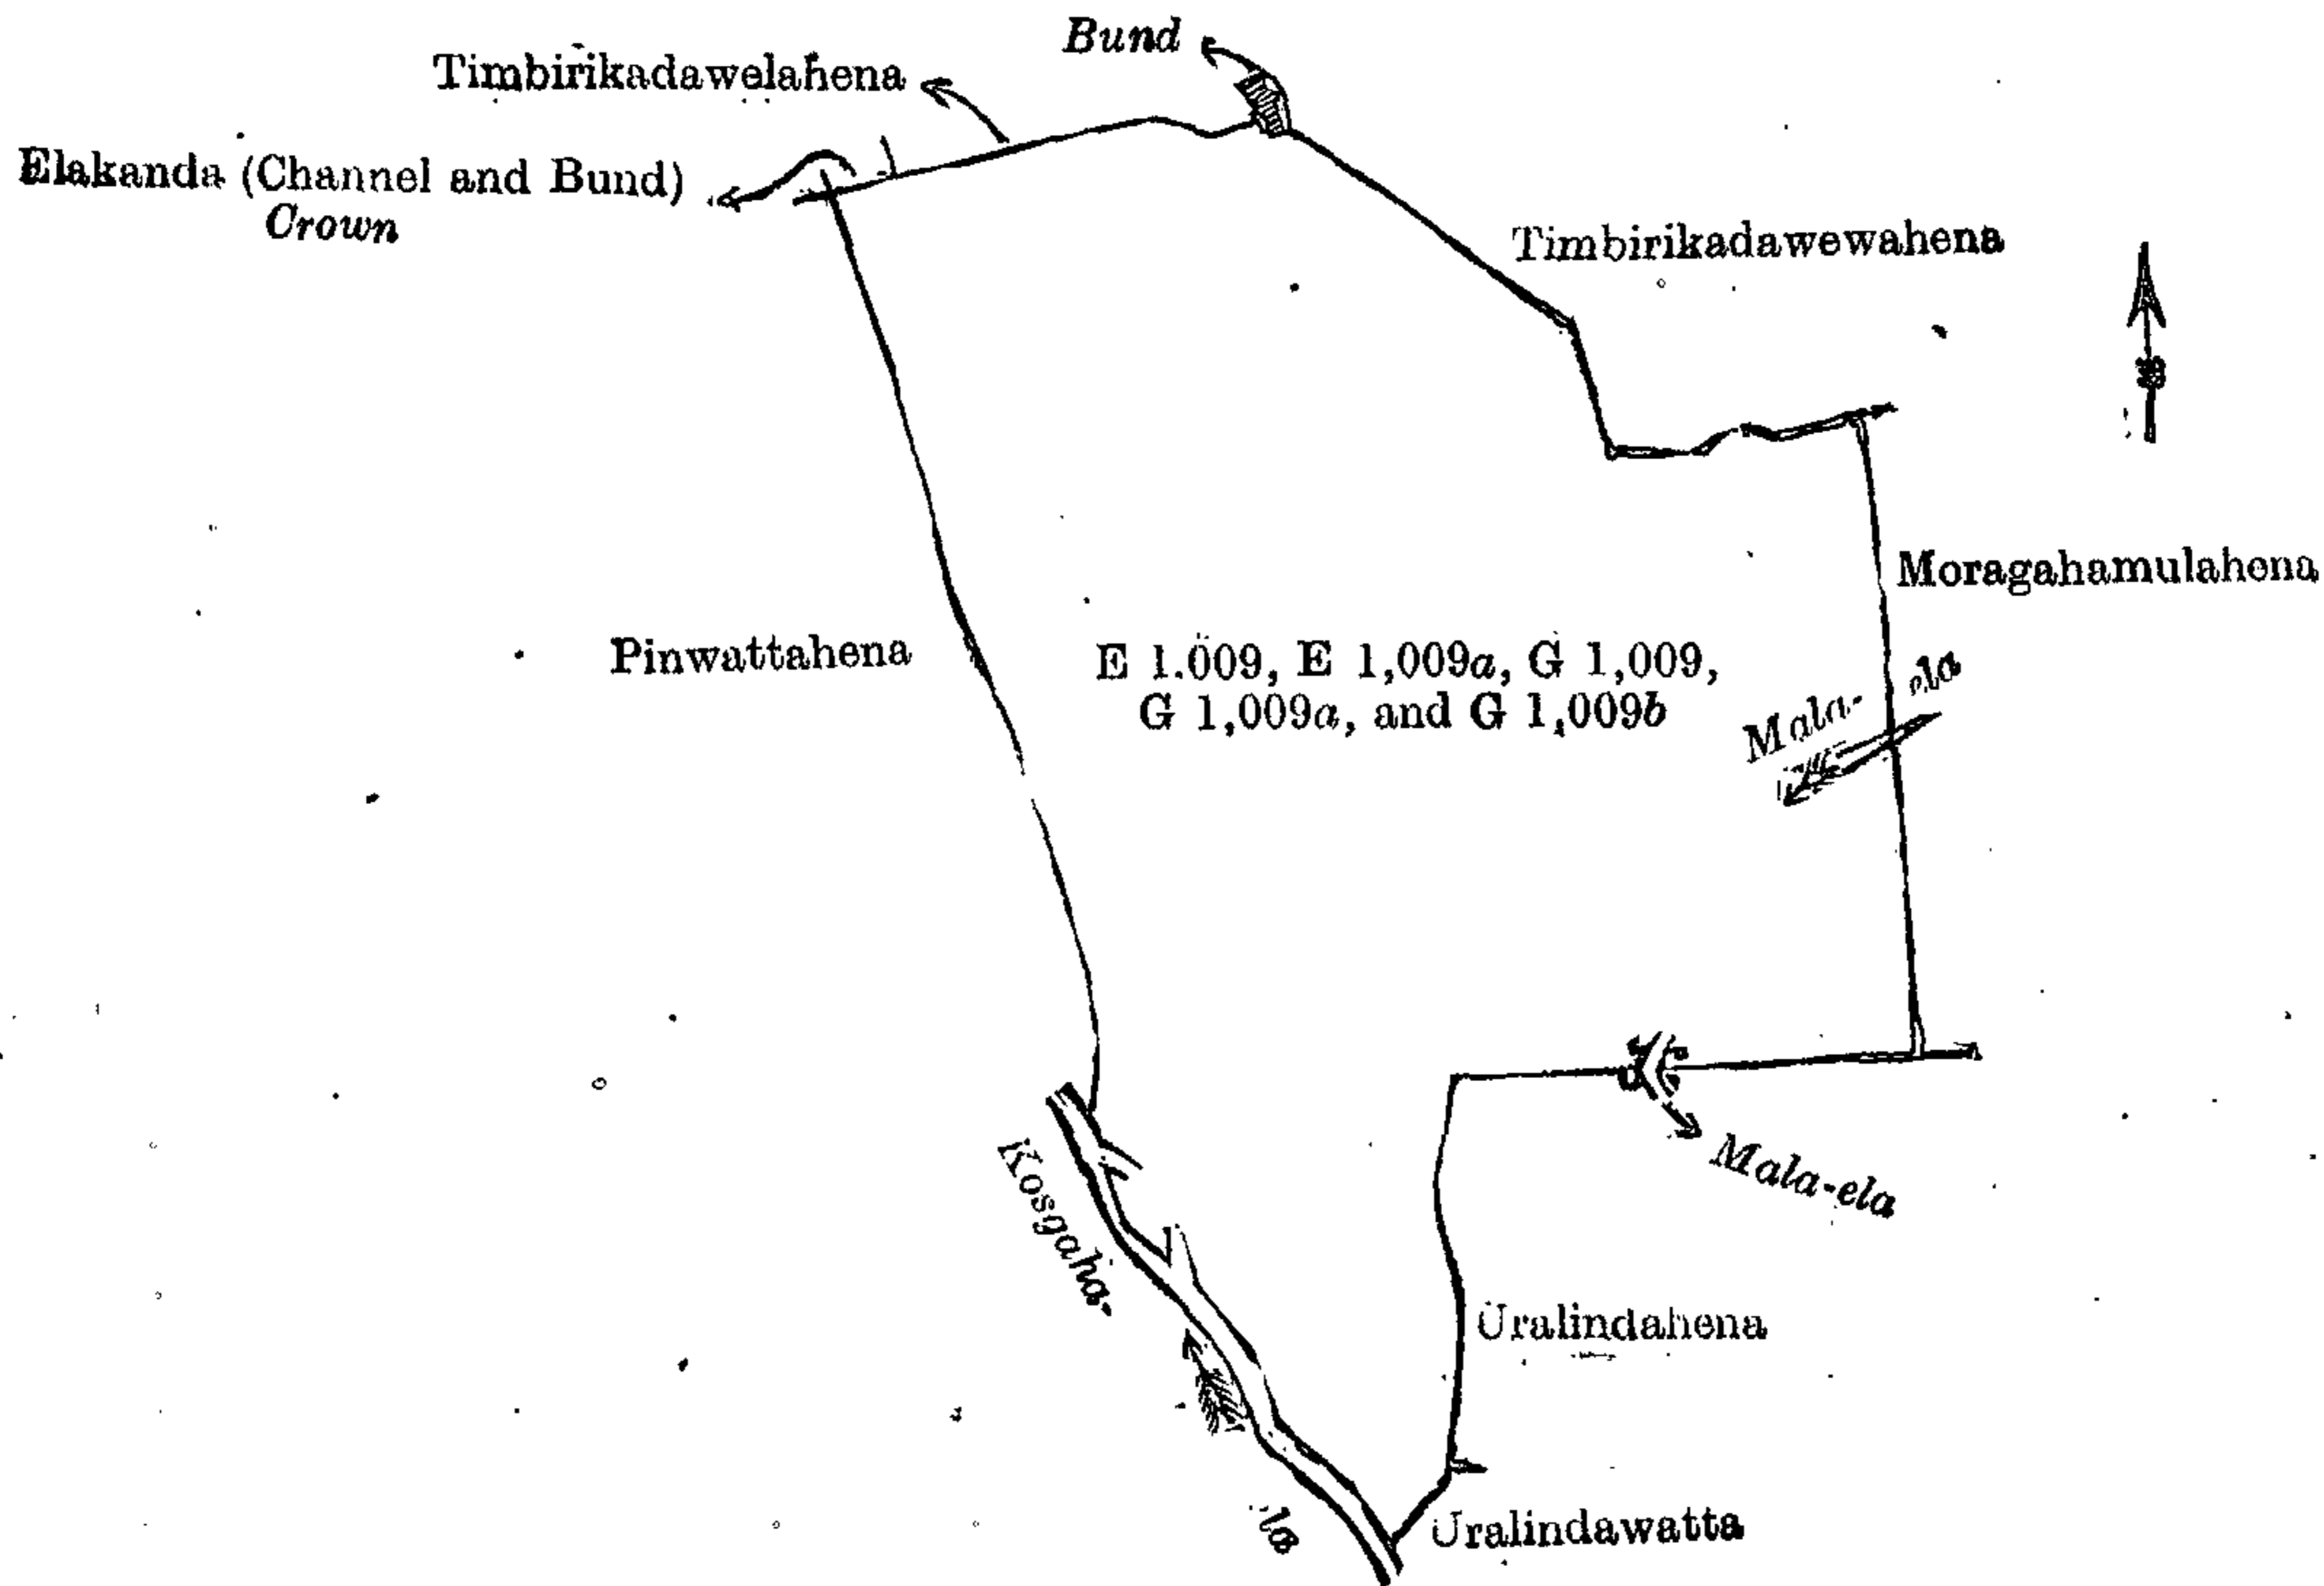 Bund
Timbirikadawelahena
Elakanda (Channel and Bund)
Crown
Timbirikadawewahena
Moragahamulahena
Pinwattahena
E 1.009, E 1,009a, G 1,009,
G 1,009a, and G 1,009b
Mala-ela
Mala-ela
Kosgaha-
Uralindahena
Uralindawatta